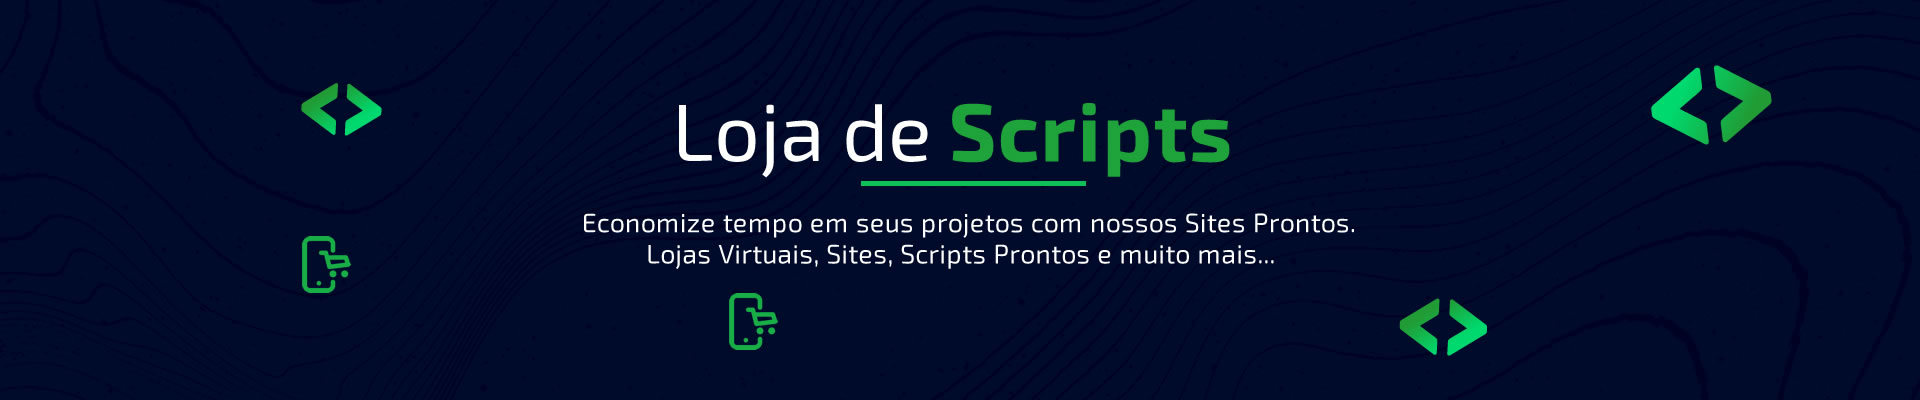 Loja de Scripts
Economize tempo em seus projetos com nossos Sites Prontos.
Lojas Virtuais, Sites, Scripts Prontos e muito mais...